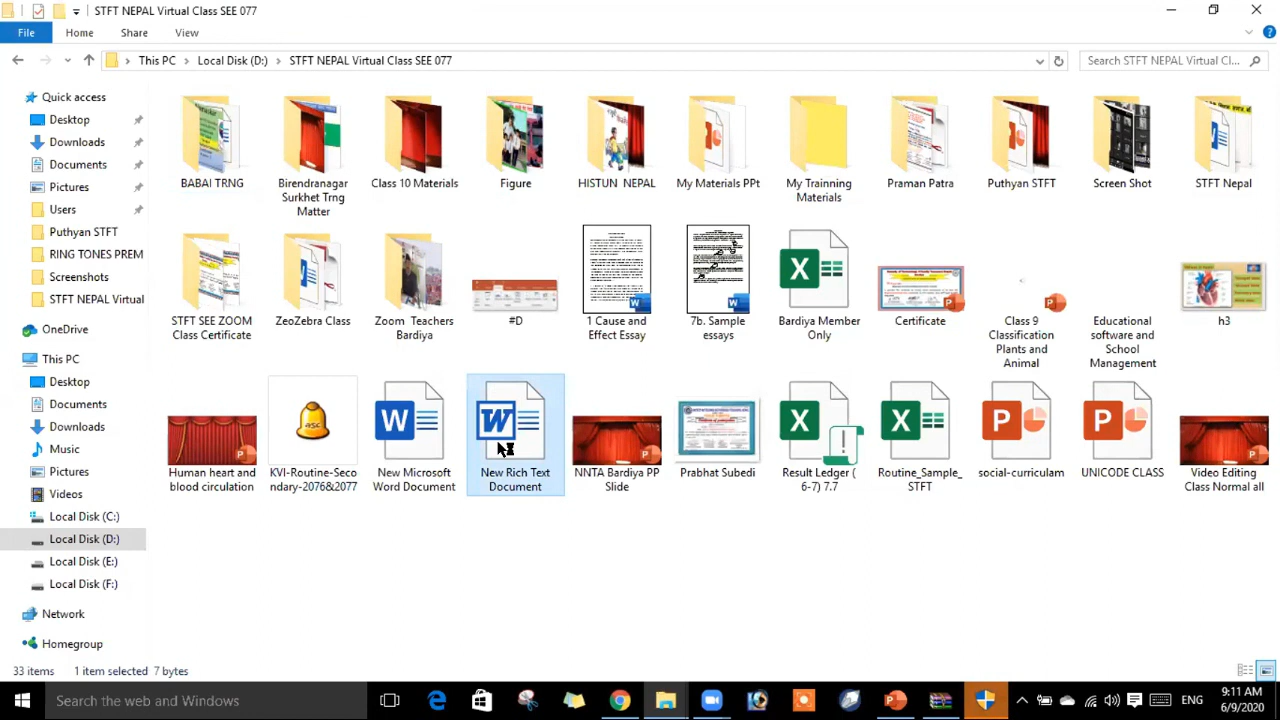 STFT NEPAL Virtual Class SEE 077
File
Home
Share
View
This PC
Local Disk (D:)
STFT NEPAL Virtual Class SEE 077
Search STFT NEPAL Virtual Cl...
Quick access
Desktop
Downloads
Documents
Pictures
Users
Puthyan STFT
RING TONES PREM
Screenshots
STFT NEPAL Virtual
OneDrive
This PC
Desktop
Documents
Downloads
Music
Pictures
Videos
Local Disk (C:)
Local Disk (D:)
Local Disk (E:)
Local Disk (F:)
Network
Homegroup
BABAI TRNG
Birendranagar
Surkhet Trng
Matter
Class 10 Materials
Figure
HISTUN NEPAL
My Materials PPt
My Trainning
Materials
Praman Patra
Puthyan STFT
Screen Shot
STFT Nepal
STFT SEE ZOOM
Class Certificate
ZeoZebra Class
Zoom Teachers
Bardiya
#D
1 Cause and
Effect Essay
7b. Sample
essays
Bardiya Member
Only
Certificate
Class 9
Classification
Plants and
Animal
Educational
software and
School
Management
h3
Human heart and
blood circulation
KVI-Routine-Seco
ndary-2076&2077
New Microsoft
Word Document
New Rich Text
Document
NNTA Bardiya PP
Slide
Prabhat Subedi
Result Ledger (
6-7) 7.7
Routine_Sample_
STFT
social-curriculam
UNICODE CLASS
Video Editing
Class Normal all
33 items
1 item selected 7 bytes
Search the web and Windows
ENG
9:11 AM
6/9/2020